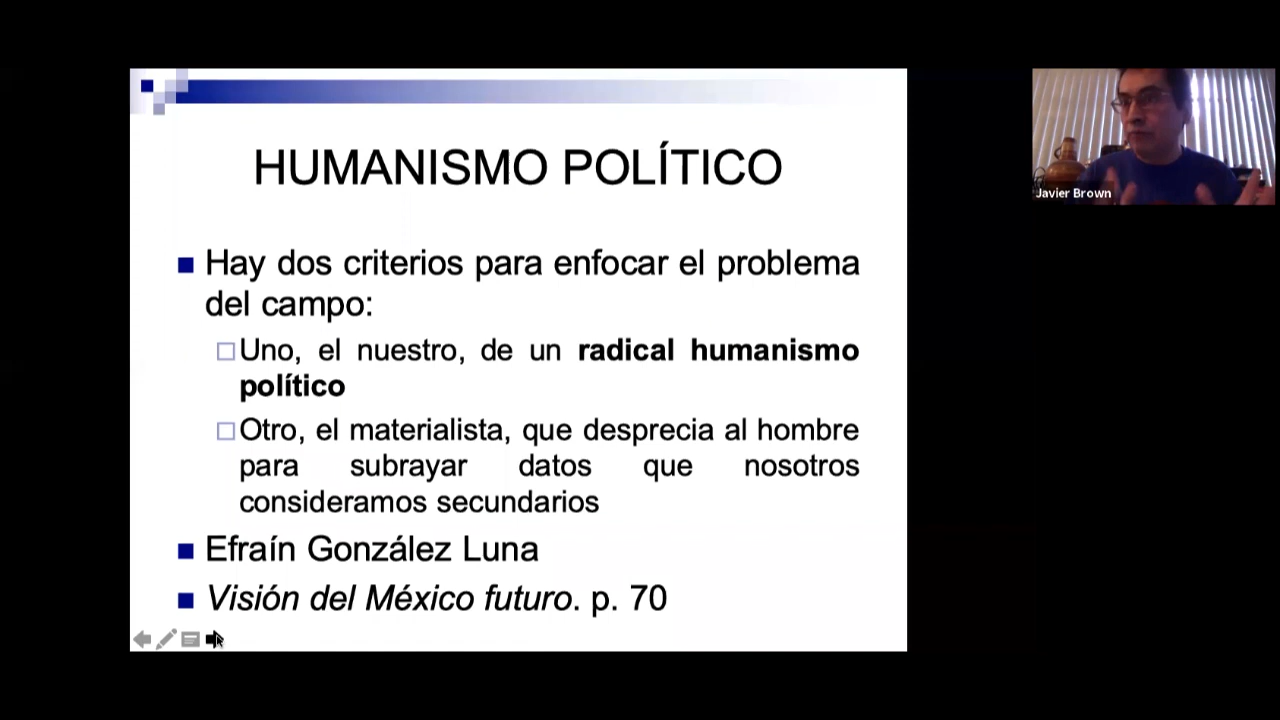 HUMANISMO POLÍTICO
Hay dos criterios para enfocar el problema
del campo:
Uno, el nuestro, de un radical humanismo
político
Otro, el materialista, que desprecia al hombre
para subrayar datos que nosotros
consideramos secundarios
Efraín González Luna
Visión del México futuro. p. 70
Javier Brown